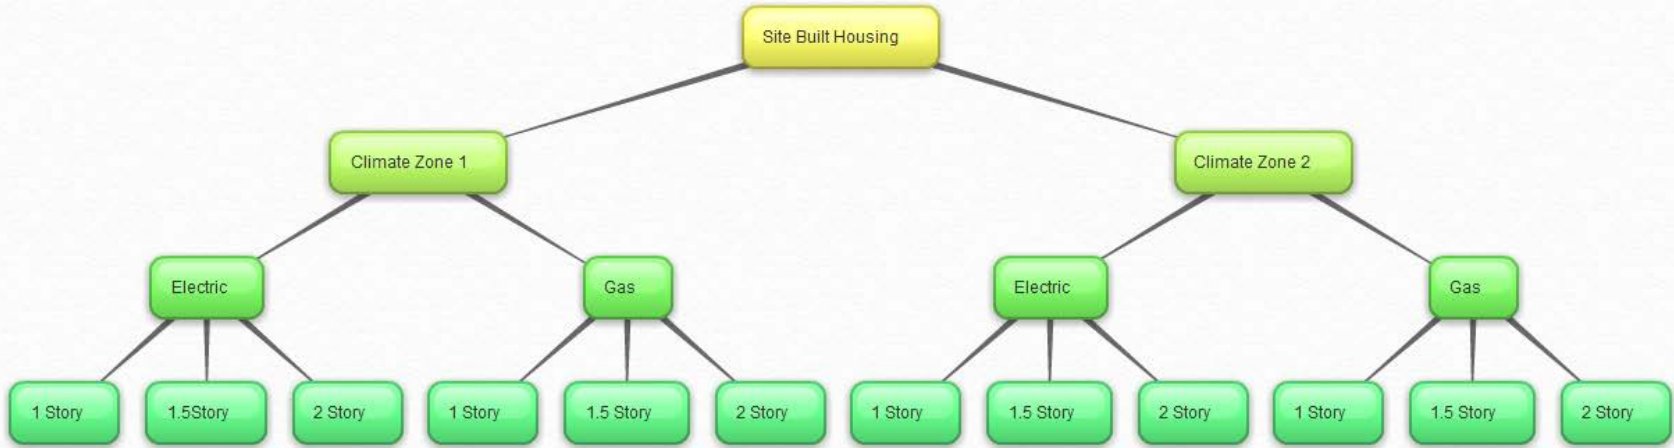 Site Built Housing
Climate Zone 1
Climate Zone 2
Electric
Gas
Electric
Gas
1 Story
1.5Story
2 Story
1 Story
1.5 Story
2 Story
1 Story
1.5 Story
2 Story
1 Story
1.5 Story
2 Story